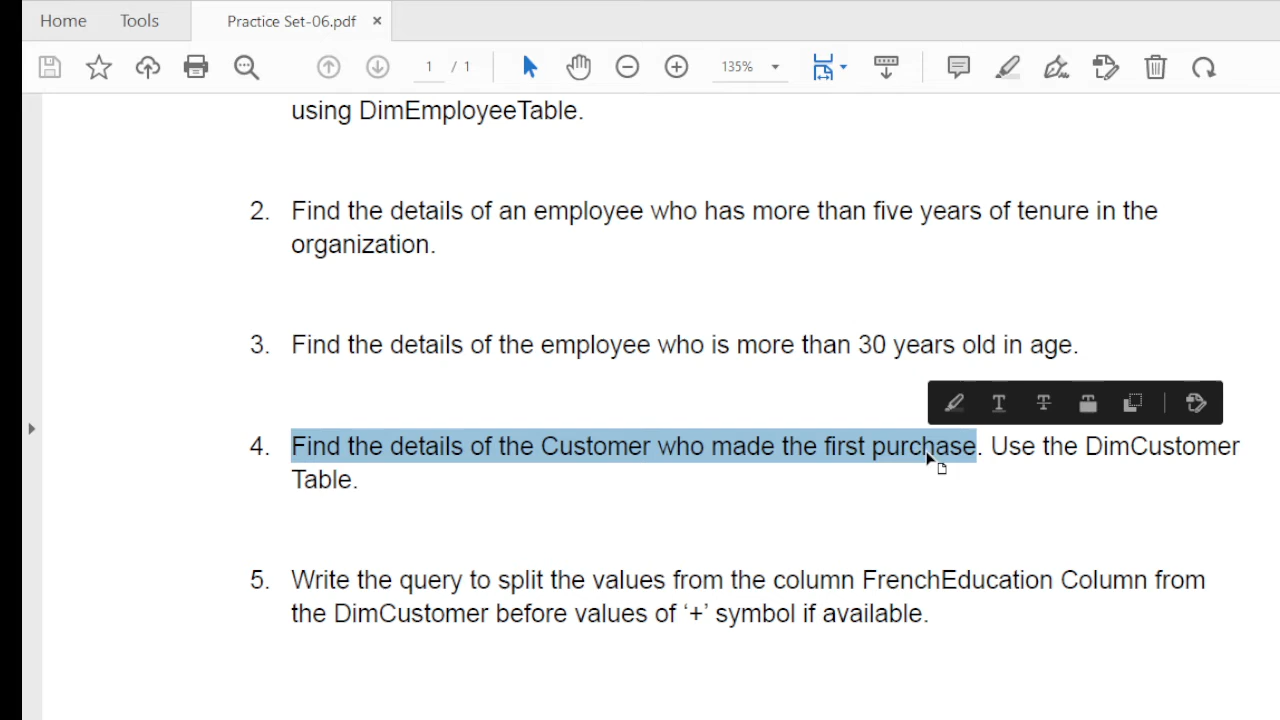 Home Tools Practice Set-06.pdf ×
1 / 1 135%
using DimEmployeeTable.
2. Find the details of an employee who has more than five years of tenure in the
organization.
3. Find the details of the employee who is more than 30 years old in age.
4. Find the details of the Customer who made the first purchase. Use the DimCustomer
Table.
5. Write the query to split the values from the column FrenchEducation Column from
the DimCustomer before values of ‘+’ symbol if available.